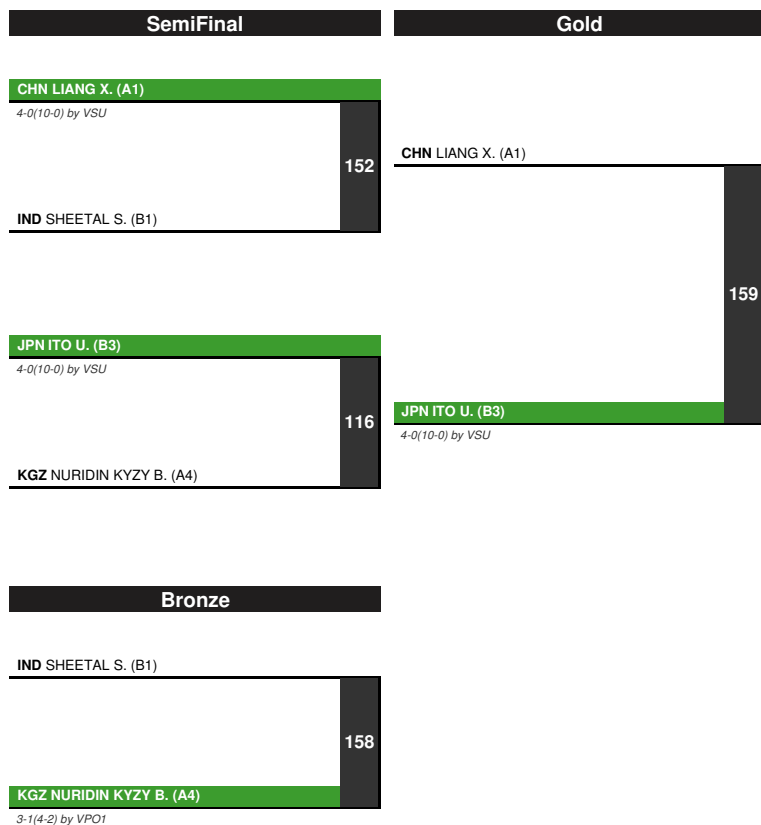 SemiFinal
CHN LIANG X. (A1)
4-0(10-0) by VSU
152
IND SHEETAL S. (B1)
JPN ITO U. (B3)
4-0(10-0) by VSU
116
KGZ NURIDIN KYZY B. (A4)
Gold
CHN LIANG X. (A1)
159
JPN ITO U. (B3)
4-0(10-0) by VSU
Bronze
IND SHEETAL S. (B1)
158
KGZ NURIDIN KYZY B. (A4)
3-1(4-2) by VPO1